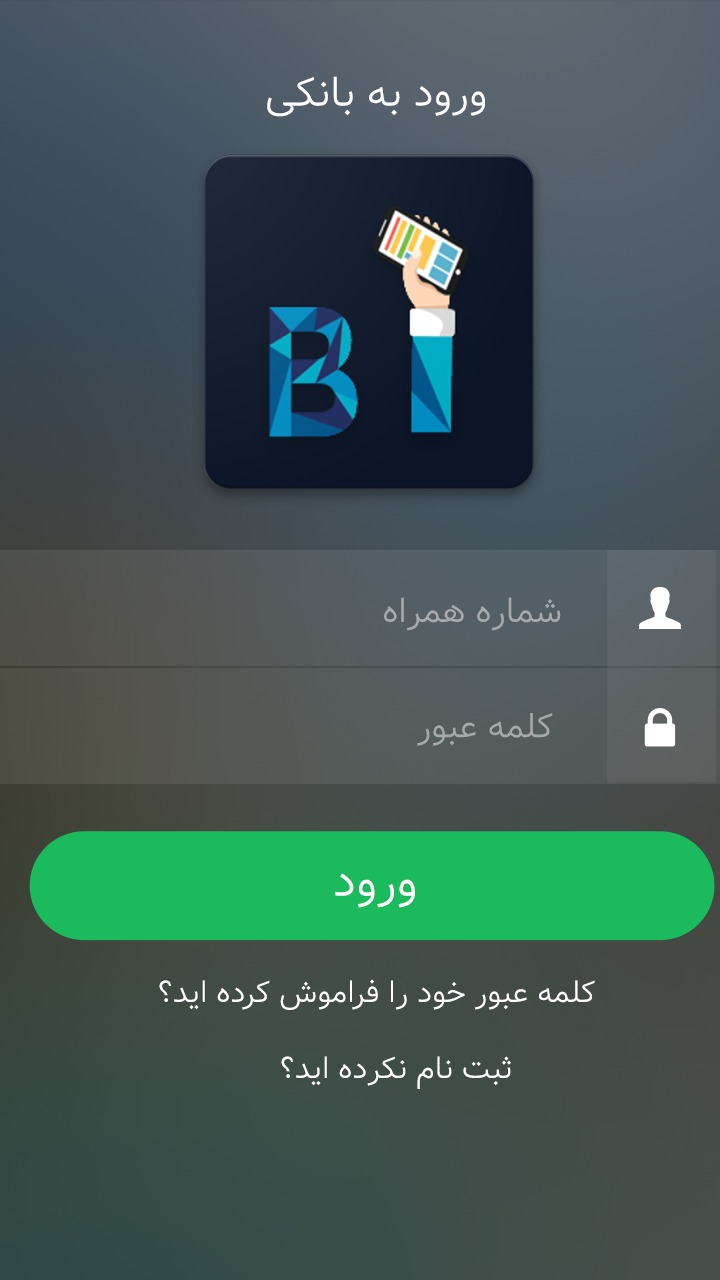 ورود به بانکی
BI
شماره همراه
کلمه عبور
ورود
کلمه عبور خود را فراموش کرده اید؟
ثبت نام نکرده اید؟